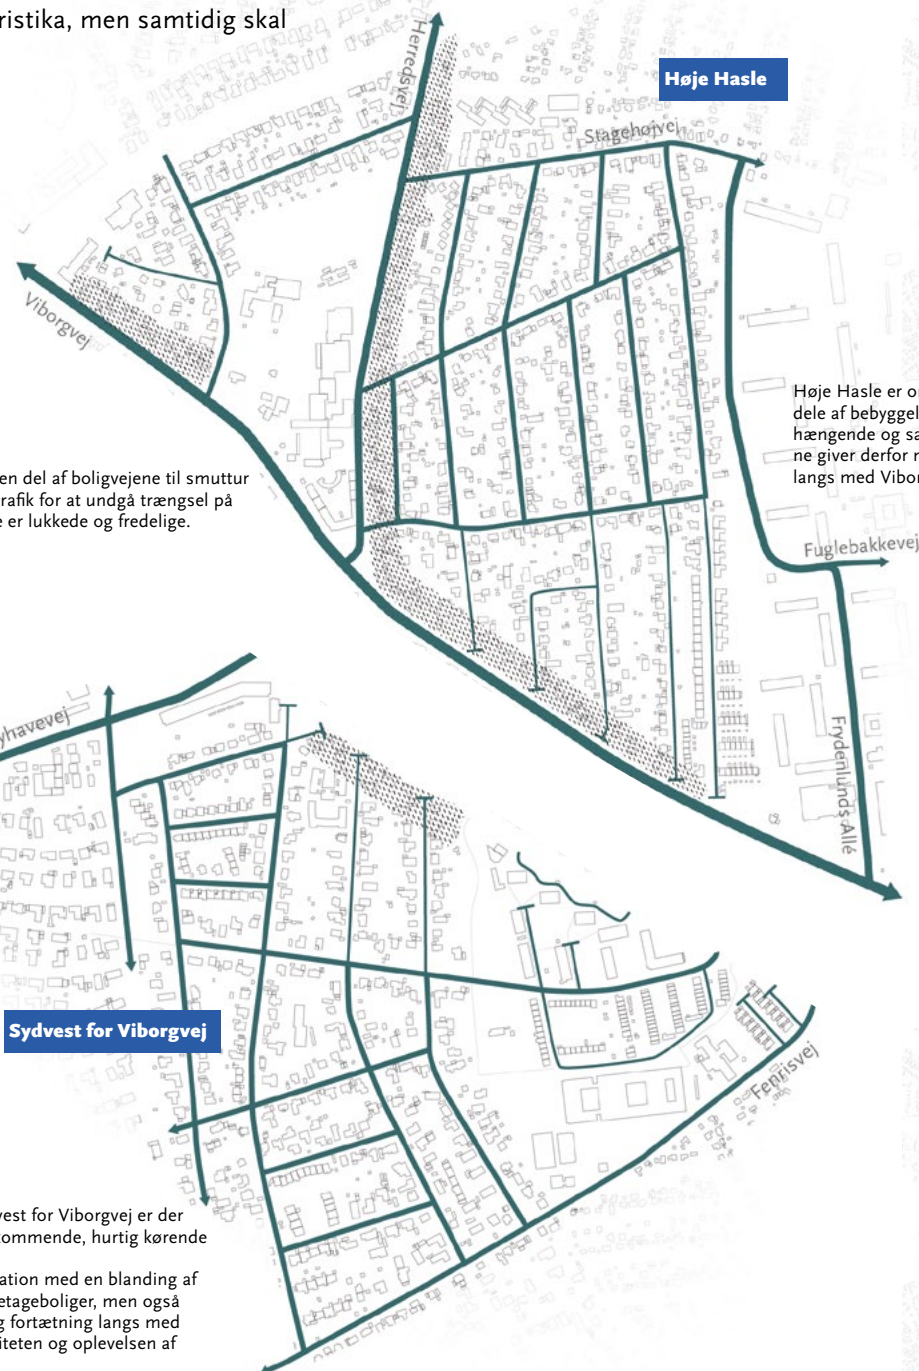 ristika, men samtidig skal
Herredsvej
Høje Hasle
Stagehøjvej
Viborgvej
Høje Hasle er o
dele af bebyggel
hængende og sa
ne giver derfor
langs med Vibor
en del af boligvejene til smuttur
rafik for at undgå trængsel på
e er lukkede og fredelige.
Fuglebakkevej
yhavevej
Frydenlunds Allé
Sydvest for Viborgvej
Fenrisvej
vest for Viborgvej er der
kommende, hurtig kørende
ation med en blanding af
etageboliger, men også
g fortætning langs med
iteten og oplevelsen af